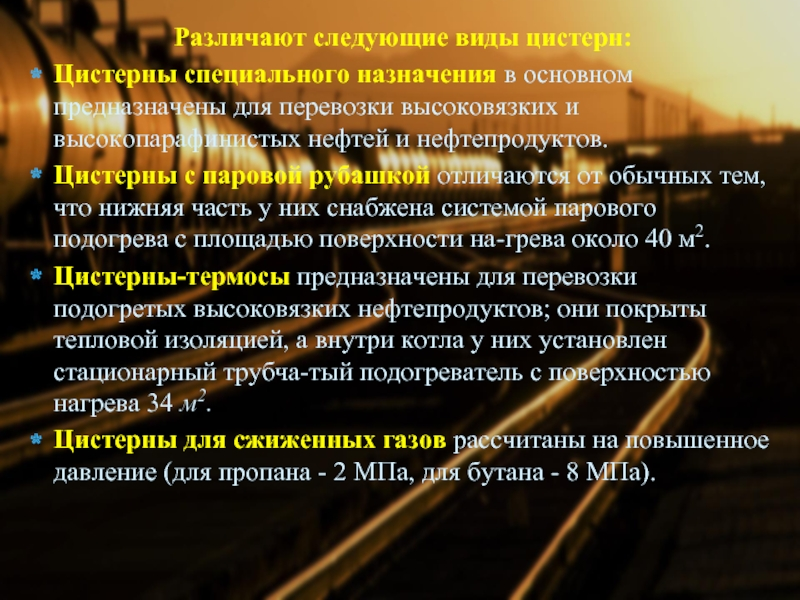 Различают следующие виды цистерн:
Цистерны специального назначения в основном
предназначены для перевозки высоковязких и
высокопарафинистых нефтей и нефтепродуктов.
Цистерны с паровой рубашкой отличаются от обычных тем,
что нижняя часть у них снабжена системой парового
подогрева с площадью поверхности на-грева около 40 м².
Цистерны-термосы предназначены для перевозки
подогретых высоковязких нефтепродуктов; они покрыты
тепловой изоляцией, а внутри котла у них установлен
стационарный трубча-тый подогреватель с поверхностью
нагрева 34 м².
Цистерны для сжиженных газов рассчитаны на повышенное
давление (для пропана - 2 МПа, для бутана - 8 МПа).